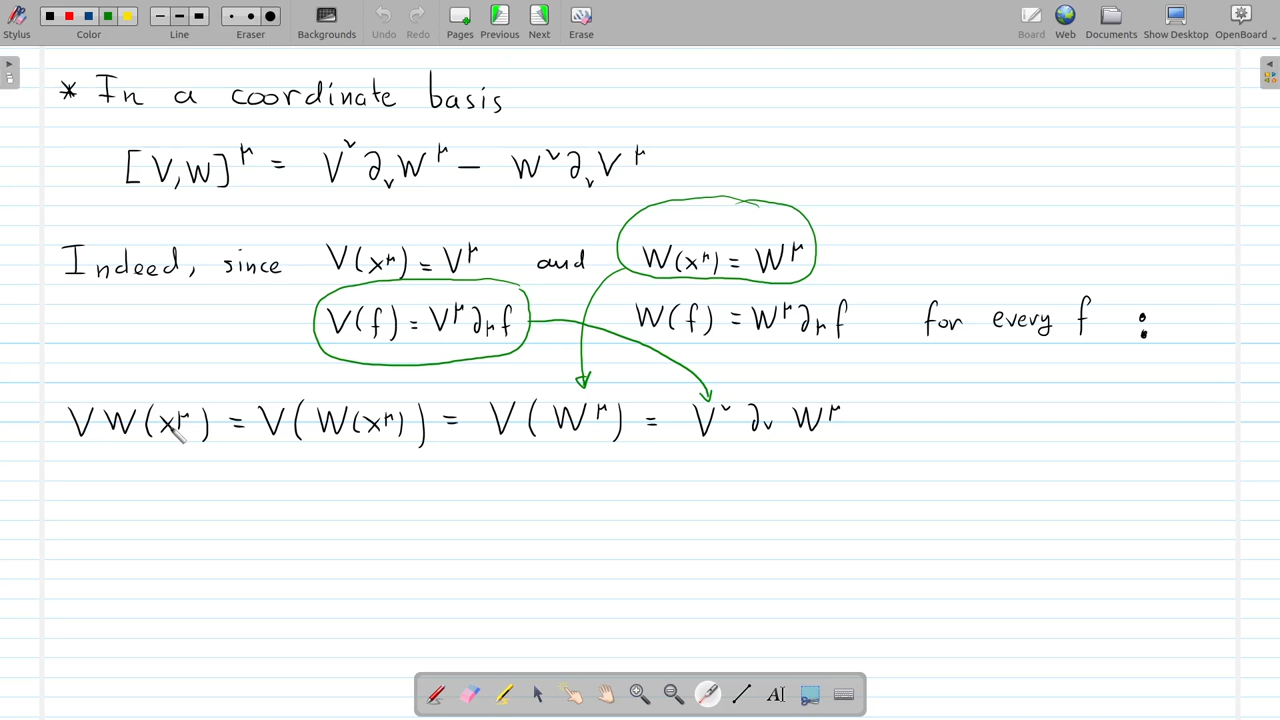 Stylus Color Line Eraser Backgrounds Undo Redo Pages Previous Next Erase Board Web Documents Show Desktop OpenBoard
* In a coordinate basis
[V,W]^μ = V^ν ∂_ν W^μ − W^ν ∂_ν V^μ
Indeed, since V(x^μ) = V^μ and W(x^μ) = W^μ
V(f) = V^μ ∂_μ f W(f) = W^μ ∂_μ f for every f :
V W(x^μ) = V(W(x^μ)) = V(W^μ) = V^ν ∂_ν W^μ